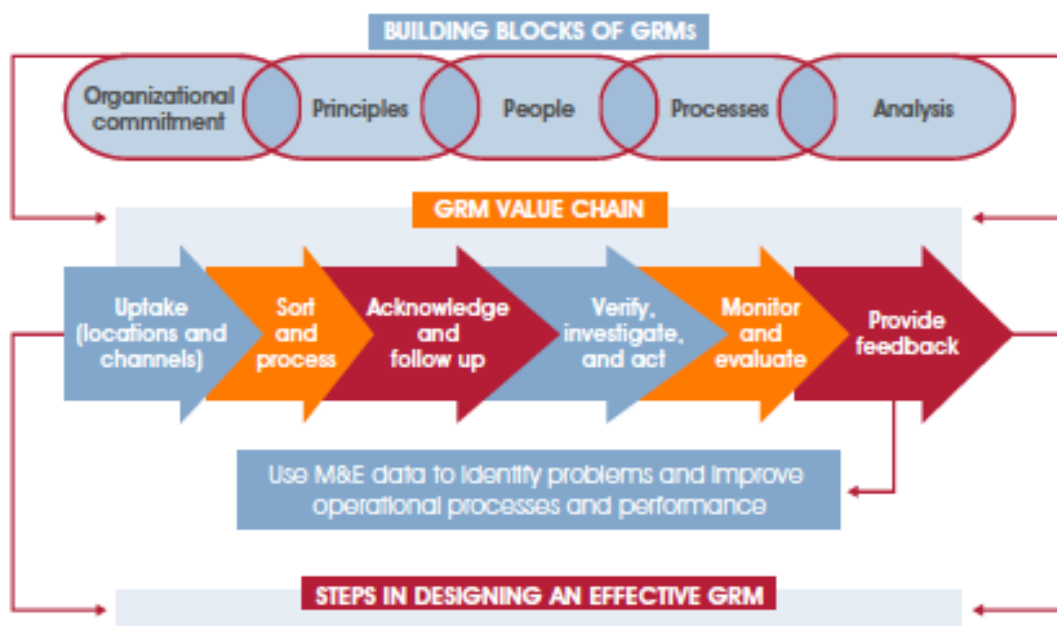 BUILDING BLOCKS OF GRMs
Organizational
commitment
Principles
People
Processes
Analysis
GRM VALUE CHAIN
Uptake
(locations and
channels)
Sort
and
process
Acknowledge
and
follow up
Verify,
investigate,
and act
Monitor
and
evaluate
Provide
feedback
Use M&E data to identify problems and improve
operational processes and performance
STEPS IN DESIGNING AN EFFECTIVE GRM